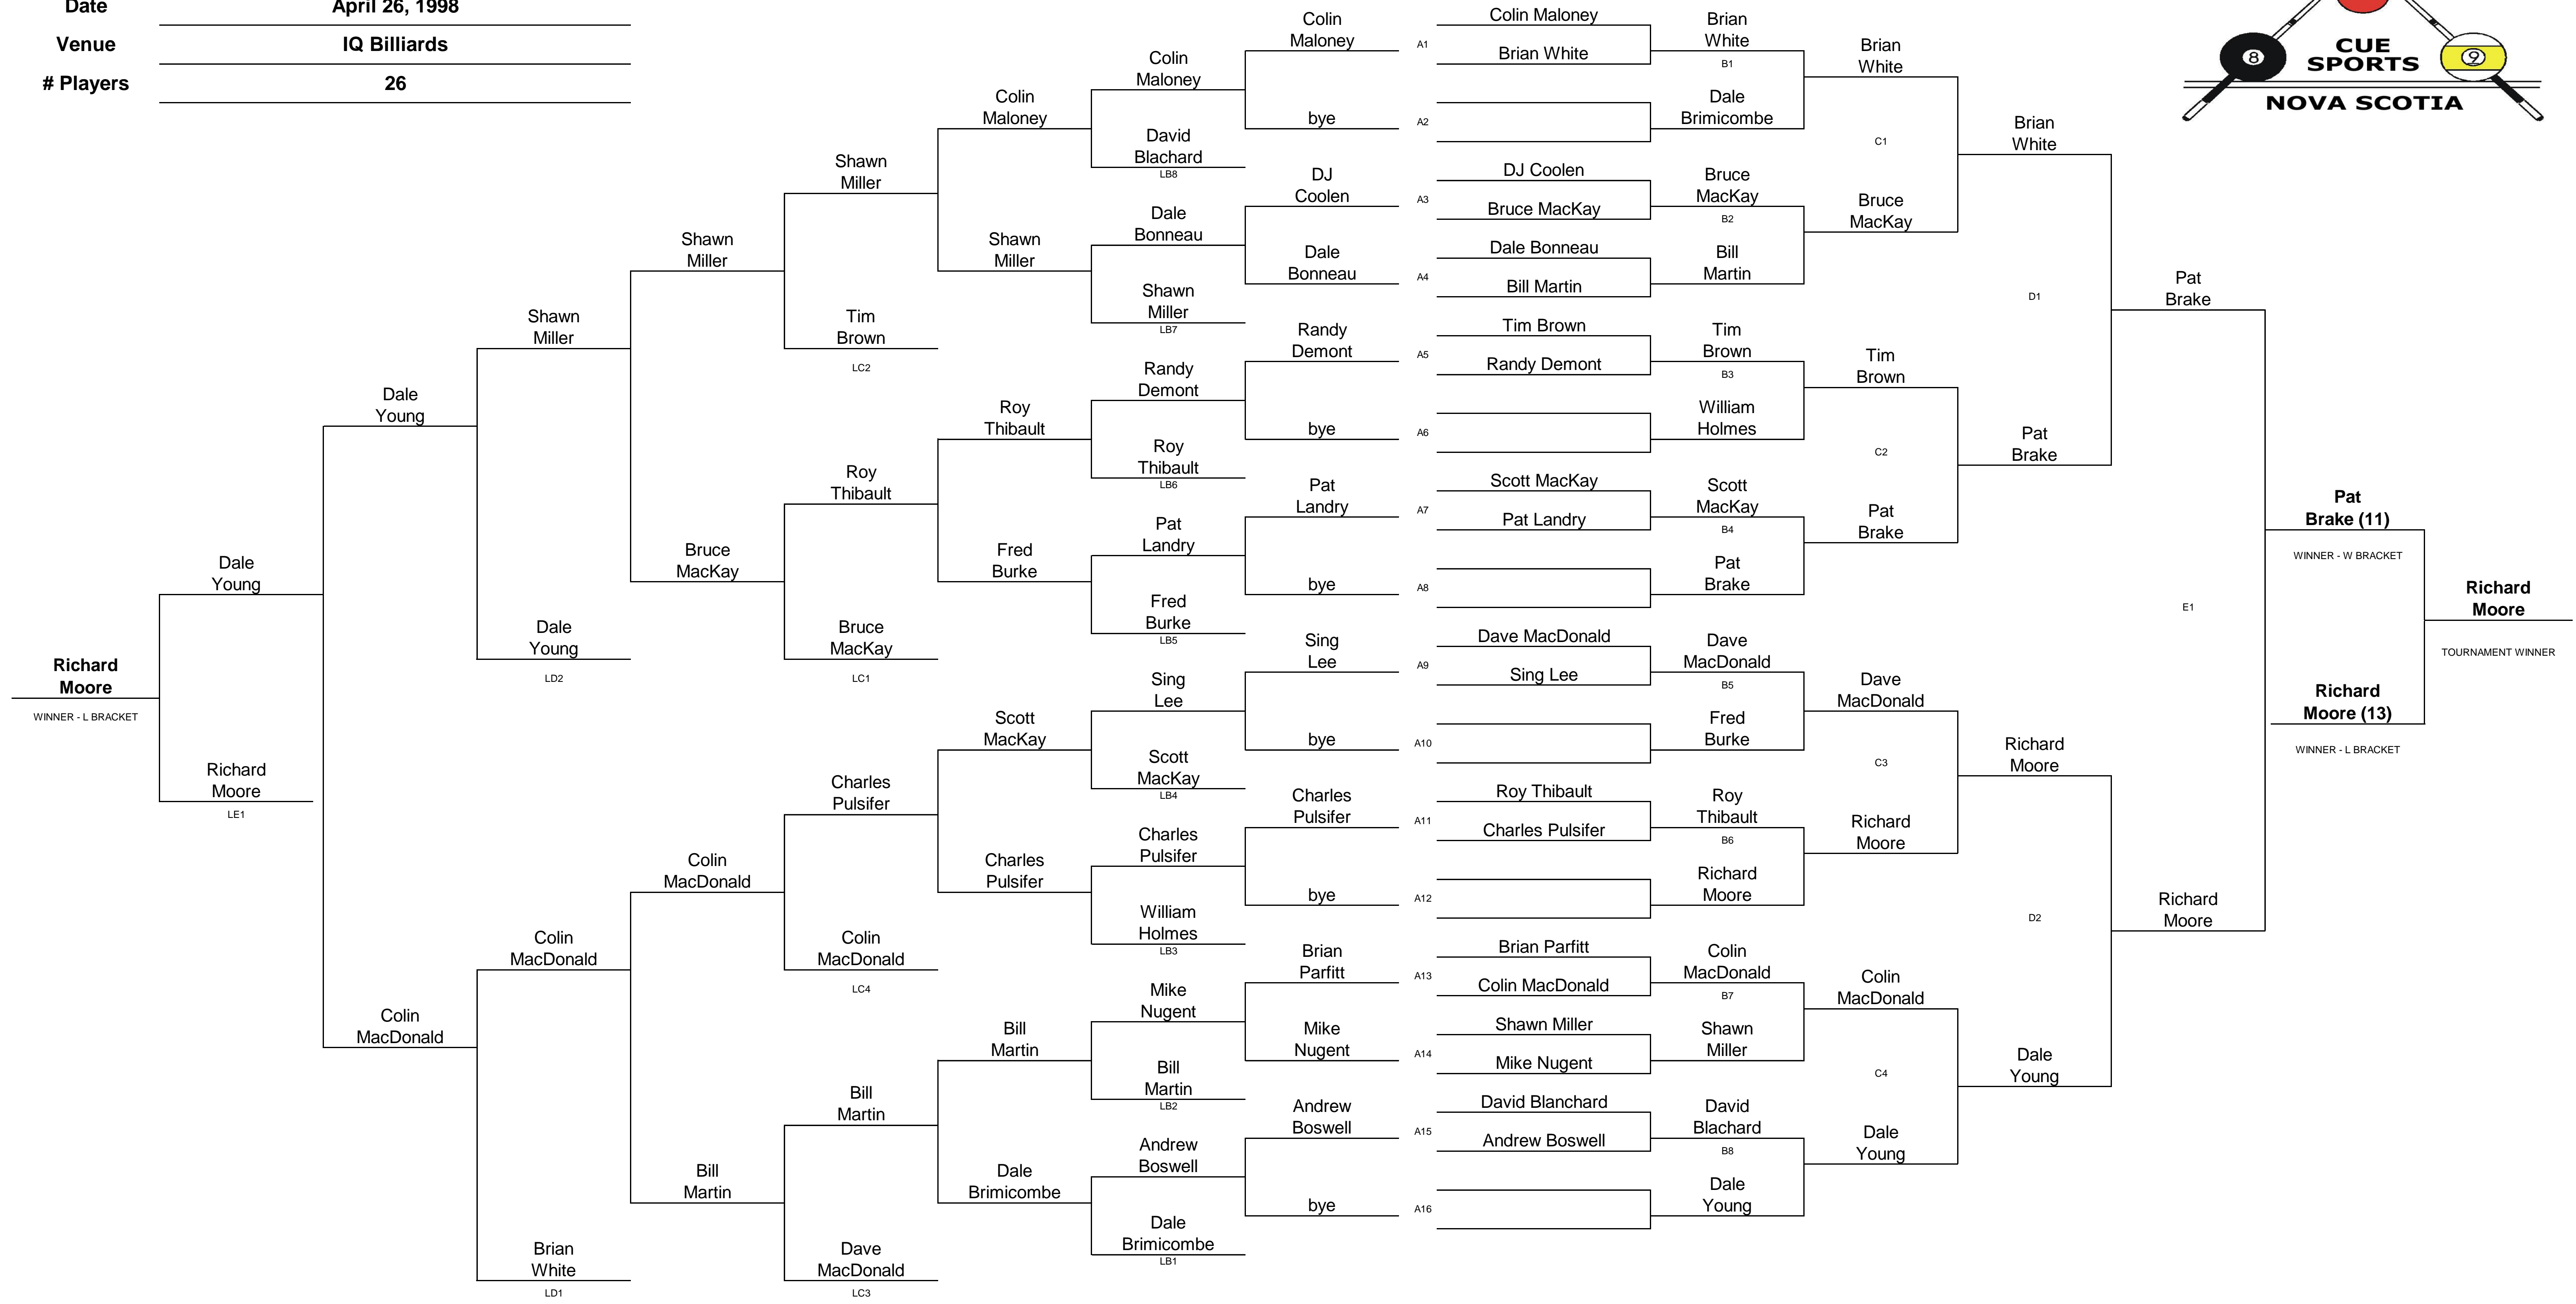 Date
April 26, 1998
Venue
IQ Billiards
# Players
26
8
CUE
SPORTS
9
NOVA SCOTIA
Richard
Moore
WINNER - L BRACKET
Dale
Young
Richard
Moore
LE1
Dale
Young
Colin
MacDonald
Shawn
Miller
Dale
Young
LD2
Colin
MacDonald
Brian
White
LD1
Shawn
Miller
Bruce
MacKay
Colin
MacDonald
Bill
Martin
Shawn
Miller
Tim
Brown
LC2
Roy
Thibault
Bruce
MacKay
LC1
Charles
Pulsifer
Colin
MacDonald
LC4
Bill
Martin
Dave
MacDonald
LC3
Colin
Maloney
Shawn
Miller
Roy
Thibault
Fred
Burke
Scott
MacKay
Charles
Pulsifer
Bill
Martin
Dale
Brimicombe
Colin
Maloney
David
Blachard
LB8
Dale
Bonneau
Shawn
Miller
LB7
Randy
Demont
Roy
Thibault
LB6
Pat
Landry
Fred
Burke
LB5
Sing
Lee
Scott
MacKay
LB4
Charles
Pulsifer
William
Holmes
LB3
Mike
Nugent
Bill
Martin
LB2
Andrew
Boswell
Dale
Brimicombe
LB1
Colin
Maloney
bye
DJ
Coolen
Dale
Bonneau
Randy
Demont
bye
Pat
Landry
bye
Sing
Lee
bye
Charles
Pulsifer
bye
Brian
Parfitt
Mike
Nugent
Andrew
Boswell
bye
A1
A2
A3
A4
A5
A6
A7
A8
A9
A10
A11
A12
A13
A14
A15
A16
Colin Maloney
Brian White
DJ Coolen
Bruce MacKay
Dale Bonneau
Bill Martin
Tim Brown
Randy Demont
Scott MacKay
Pat Landry
Dave MacDonald
Sing Lee
Roy Thibault
Charles Pulsifer
Brian Parfitt
Colin MacDonald
Shawn Miller
Mike Nugent
David Blanchard
Andrew Boswell
Brian
White
B1
Dale
Brimicombe
Bruce
MacKay
B2
Bill
Martin
Tim
Brown
B3
William
Holmes
Scott
MacKay
B4
Pat
Brake
Dave
MacDonald
B5
Fred
Burke
Roy
Thibault
B6
Richard
Moore
Colin
MacDonald
B7
Shawn
Miller
David
Blachard
B8
Dale
Young
Brian
White
C1
Bruce
MacKay
Tim
Brown
C2
Pat
Brake
Dave
MacDonald
C3
Richard
Moore
Colin
MacDonald
C4
Dale
Young
Brian
White
D1
Pat
Brake
Richard
Moore
D2
Dale
Young
Pat
Brake
E1
Richard
Moore
Pat
Brake (11)
WINNER - W BRACKET
Richard
Moore (13)
WINNER - L BRACKET
Richard
Moore
TOURNAMENT WINNER